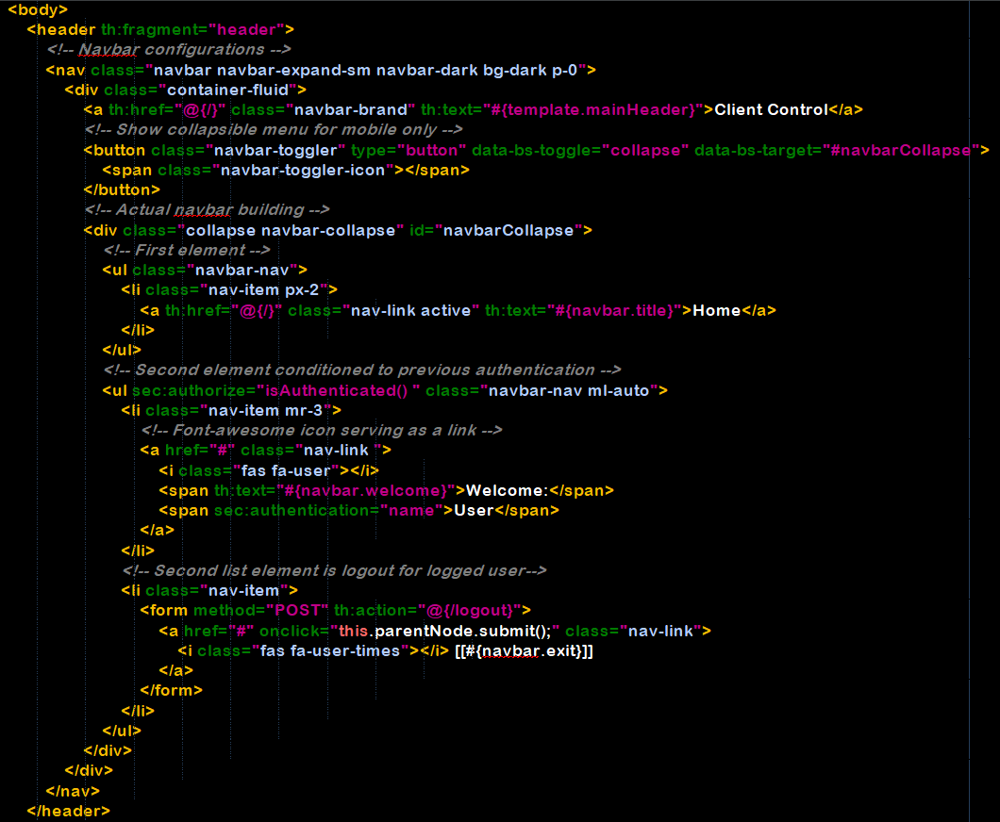 <body>
<header th:fragment="header">
<!-- Navbar configurations -->
<nav class="navbar navbar-expand-sm navbar-dark bg-dark p-0">
<div class="container-fluid">
<a th:href="@{/}" class="navbar-brand" th:text="#{template.mainHeader}">Client Control</a>
<!-- Show collapsible menu for mobile only -->
<button class="navbar-toggler" type="button" data-bs-toggle="collapse" data-bs-target="#navbarCollapse">
<span class="navbar-toggler-icon"></span>
</button>
<!-- Actual navbar building -->
<div class="collapse navbar-collapse" id="navbarCollapse">
<!-- First element -->
<ul class="navbar-nav">
<li class="nav-item px-2">
<a th:href="@{/}" class="nav-link active" th:text="#{navbar.title}">Home</a>
</li>
</ul>
<!-- Second element conditioned to previous authentication -->
<ul sec:authorize="isAuthenticated() " class="navbar-nav ml-auto">
<li class="nav-item mr-3">
<!-- Font-awesome icon serving as a link -->
<a href="#" class="nav-link ">
<i class="fas fa-user"></i>
<span th:text="#{navbar.welcome}">Welcome:</span>
<span sec:authentication="name">User</span>
</a>
</li>
<!-- Second list element is logout for logged user-->
<li class="nav-item">
<form method="POST" th:action="@{/logout}">
<a href="#" onclick="this.parentNode.submit();" class="nav-link">
<i class="fas fa-user-times"></i> [[#{navbar.exit}]]
</a>
</form>
</li>
</ul>
</div>
</div>
</nav>
</header>